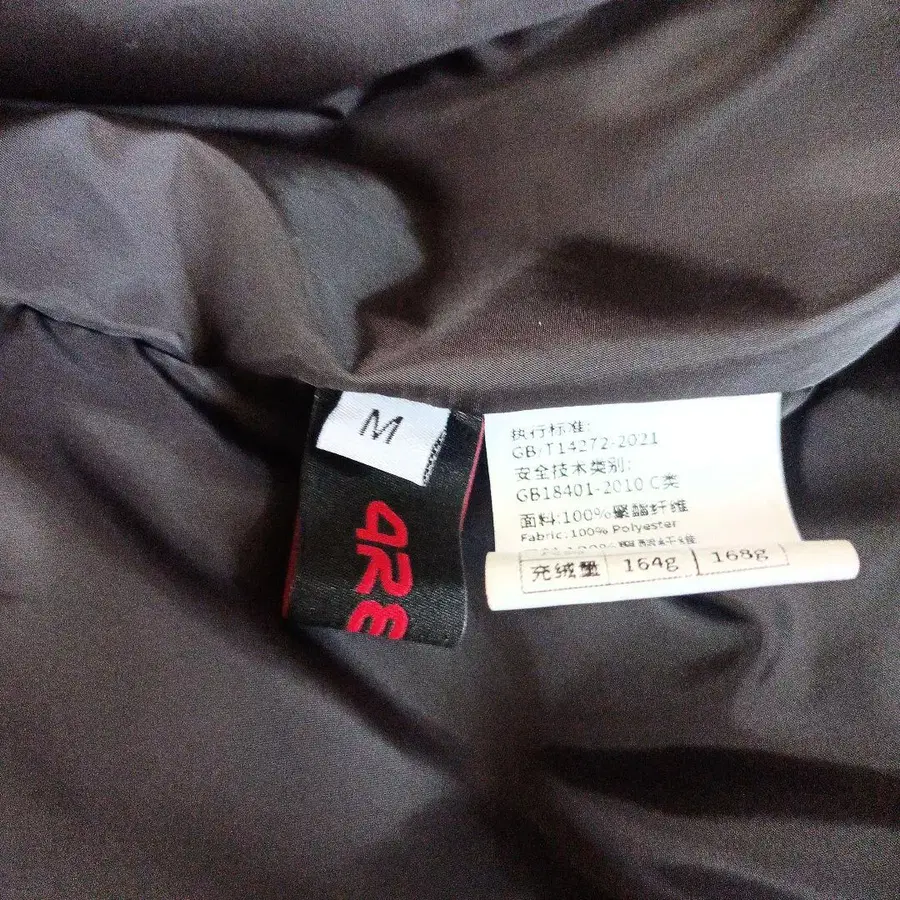 M
ARE
执行标准:
GB/T14272-2021
安全技术类别:
GB18401-2010 C类
面料:100%聚酯纤维
Fabric:100% Polyester
充绒量 164g 168g